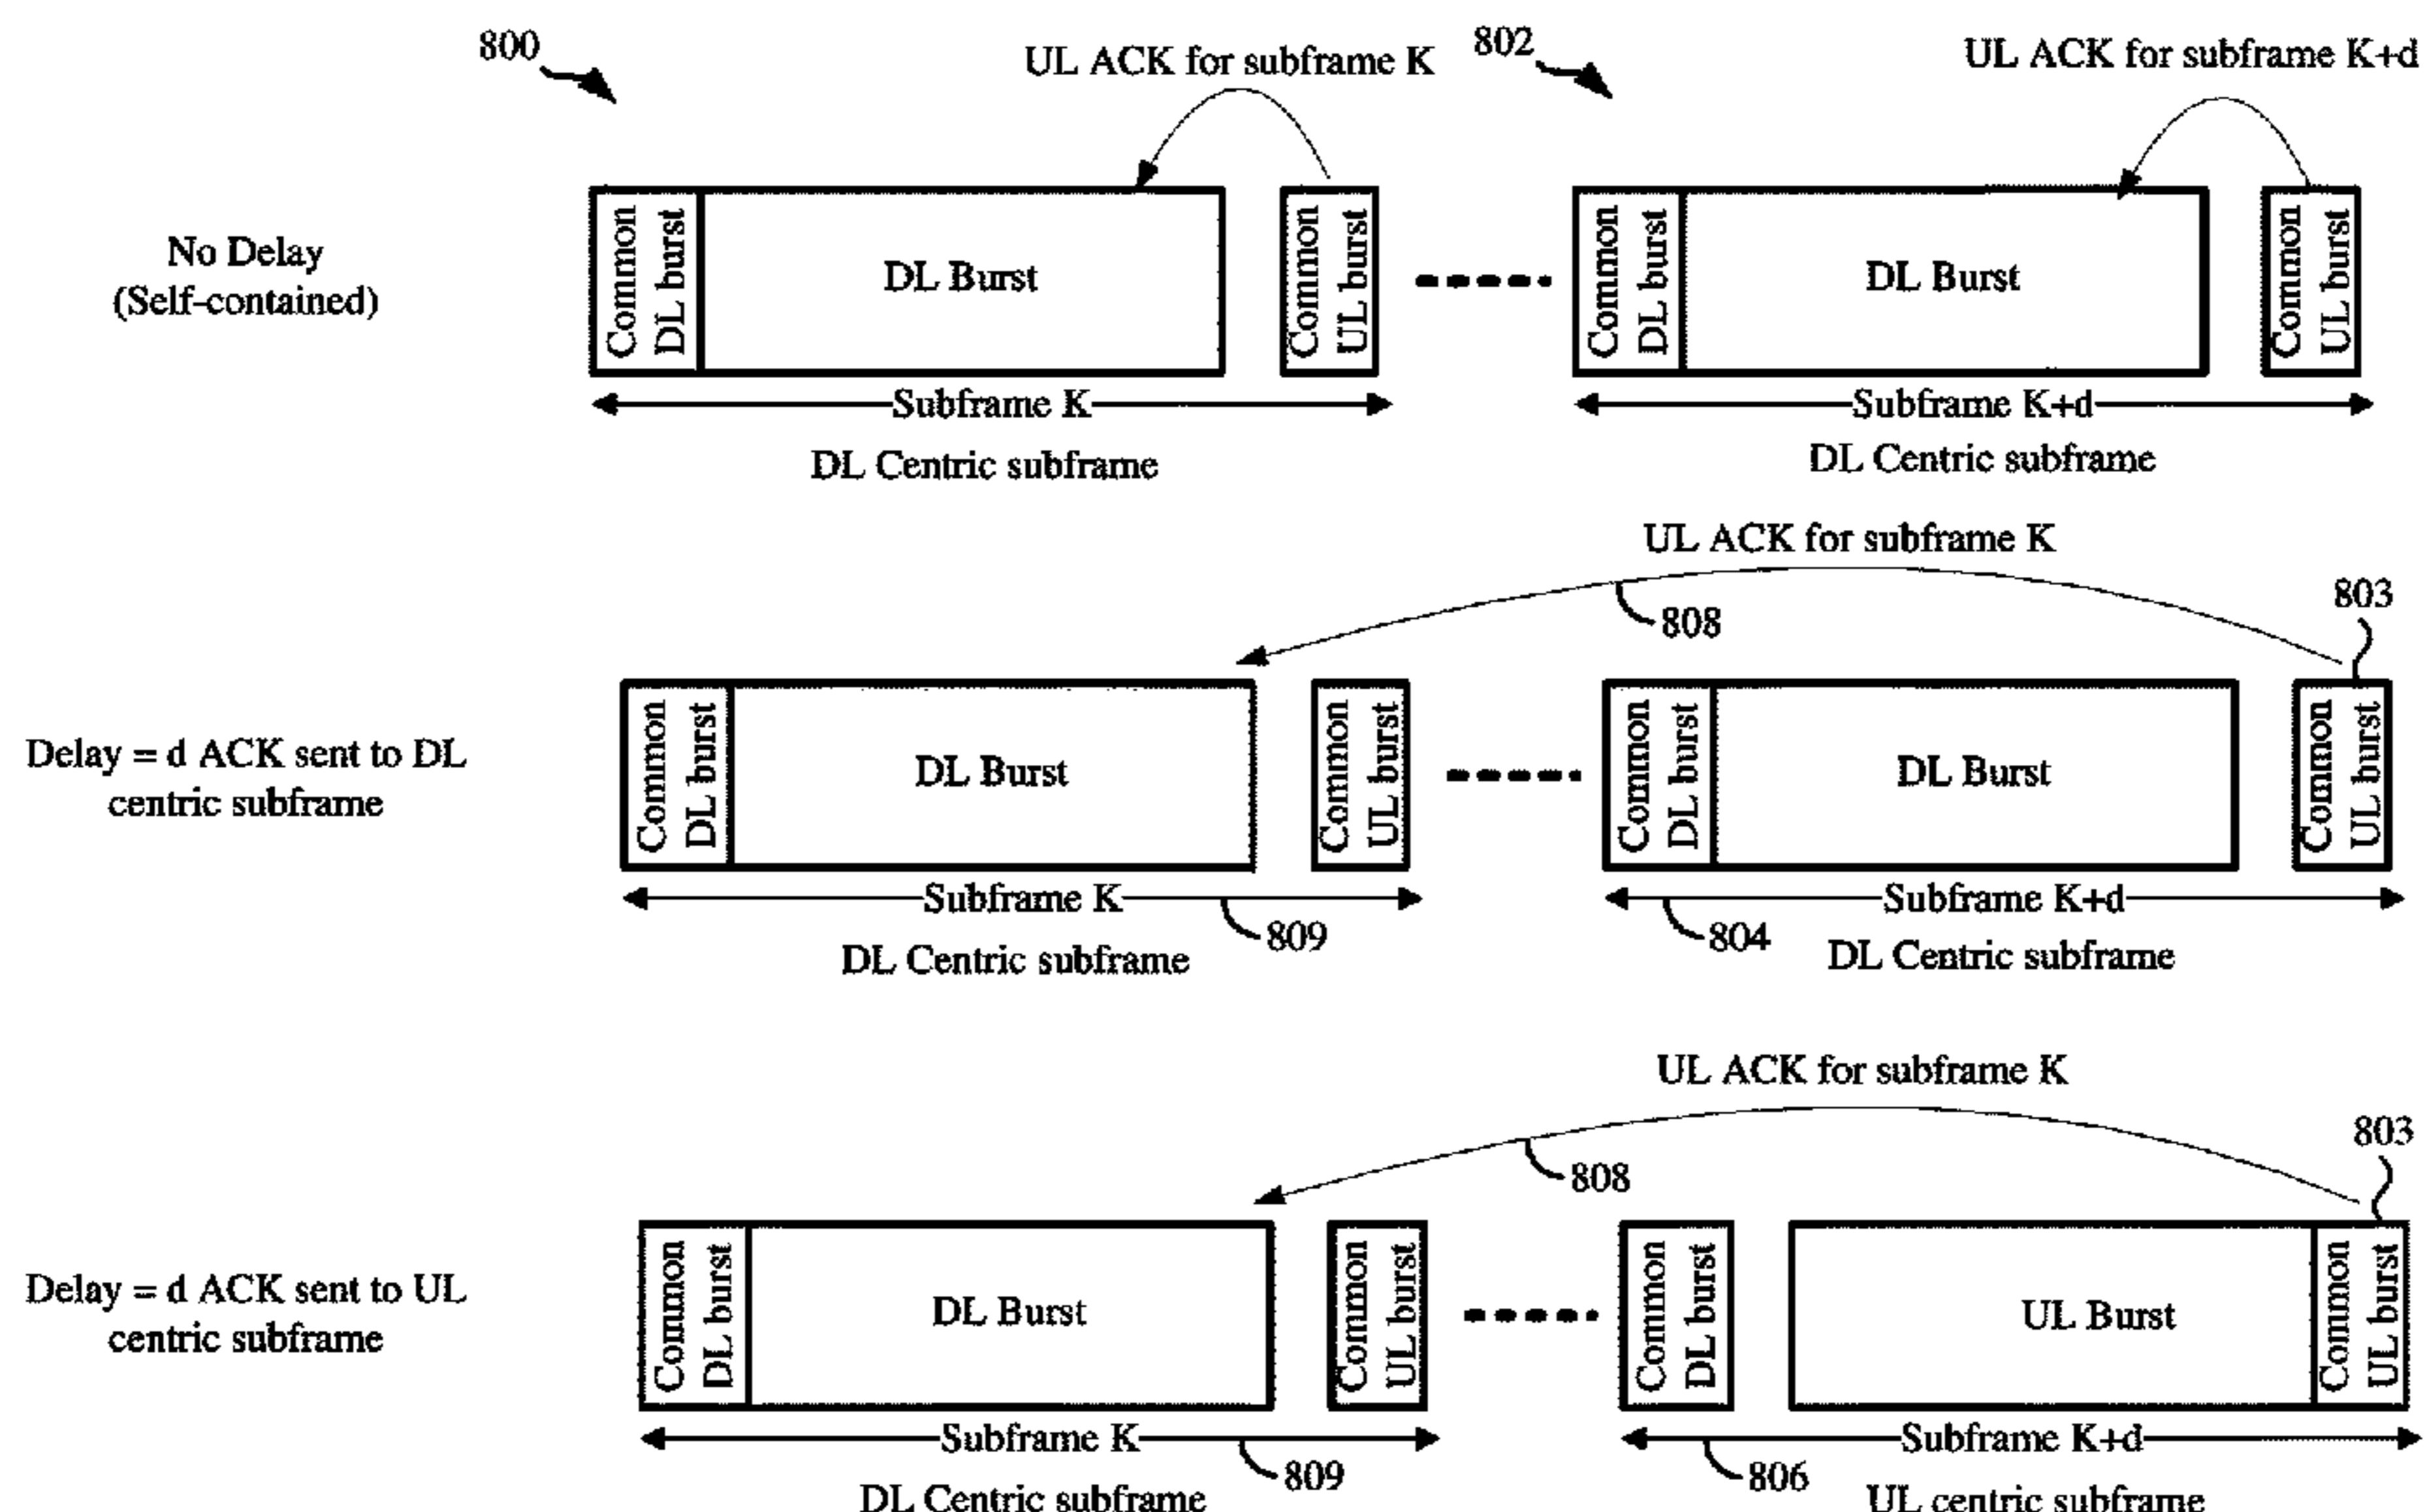 800
UL ACK for subframe K
802
UL ACK for subframe K+d
No Delay
(Self-contained)
Common
DL burst
DL Burst
Common
UL burst
Common
DL burst
DL Burst
Common
UL burst
Subframe K
Subframe K+d
DL Centric subframe
DL Centric subframe
UL ACK for subframe K
808
803
Delay = d ACK sent to DL
centric subframe
Common
DL burst
DL Burst
Common
UL burst
Common
DL burst
DL Burst
Common
UL burst
Subframe K
809
Subframe K+d
804
DL Centric subframe
DL Centric subframe
UL ACK for subframe K
808
803
Delay = d ACK sent to UL
centric subframe
Common
DL burst
DL Burst
Common
UL burst
Common
DL burst
UL Burst
Common
UL burst
Subframe K
809
Subframe K+d
806
DL Centric subframe
UL centric subframe